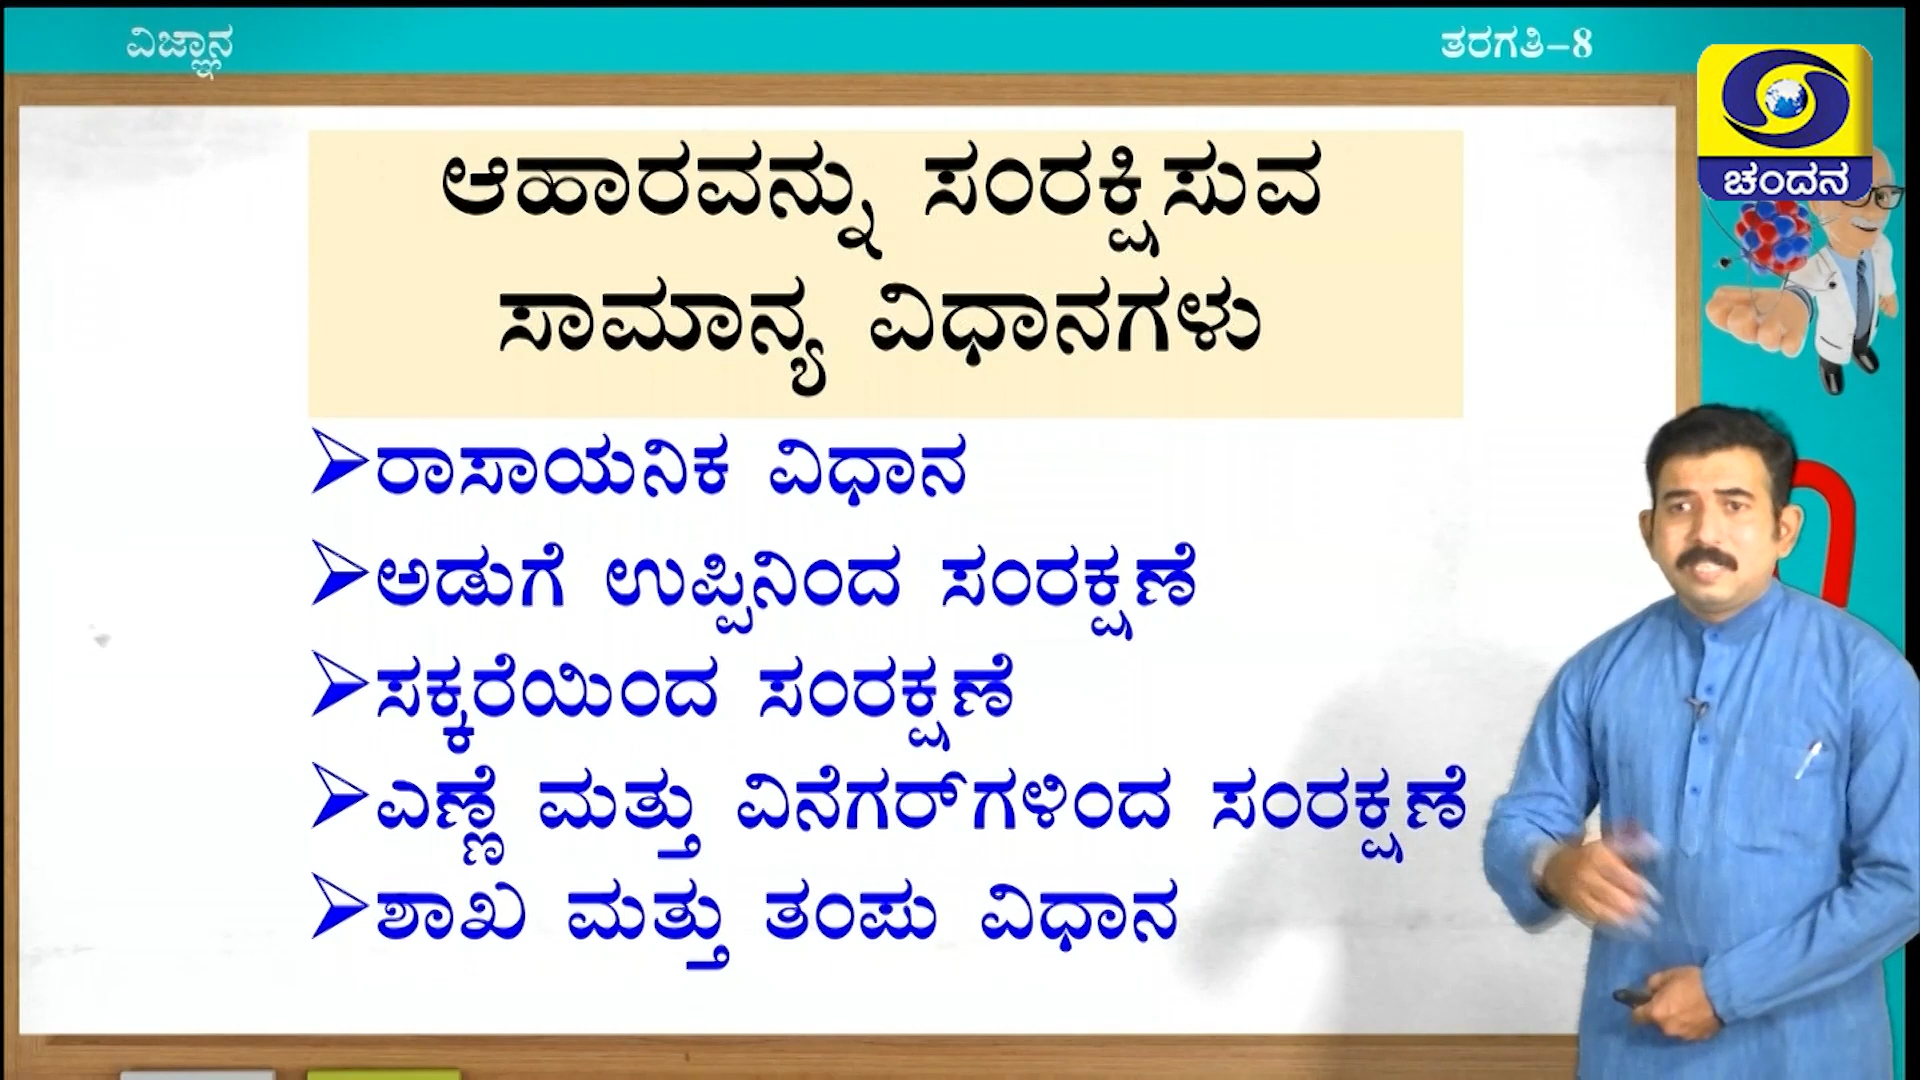 ವಿಜ್ಞಾನ
ತರಗತಿ-8
ಚಂದನ
ಆಹಾರವನ್ನು ಸಂರಕ್ಷಿಸುವ
ಸಾಮಾನ್ಯ ವಿಧಾನಗಳು
➢ರಾಸಾಯನಿಕ ವಿಧಾನ
➢ಅಡುಗೆ ಉಪ್ಪಿನಿಂದ ಸಂರಕ್ಷಣೆ
➢ಸಕ್ಕರೆಯಿಂದ ಸಂರಕ್ಷಣೆ
➢ಎಣ್ಣೆ ಮತ್ತು ವಿನೆಗರ್‌ಗಳಿಂದ ಸಂರಕ್ಷಣೆ
➢ಶಾಖ ಮತ್ತು ತಂಪು ವಿಧಾನ